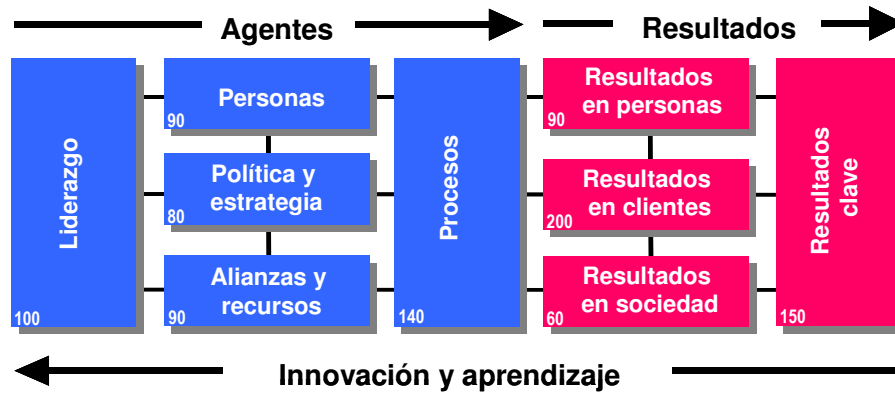 Agentes
Resultados
Liderazgo
100
Personas
90
Política y
estrategia
80
Alianzas y
recursos
90
Procesos
140
Resultados
en personas
90
Resultados
en clientes
200
Resultados
en sociedad
60
Resultados
clave
150
Innovación y aprendizaje